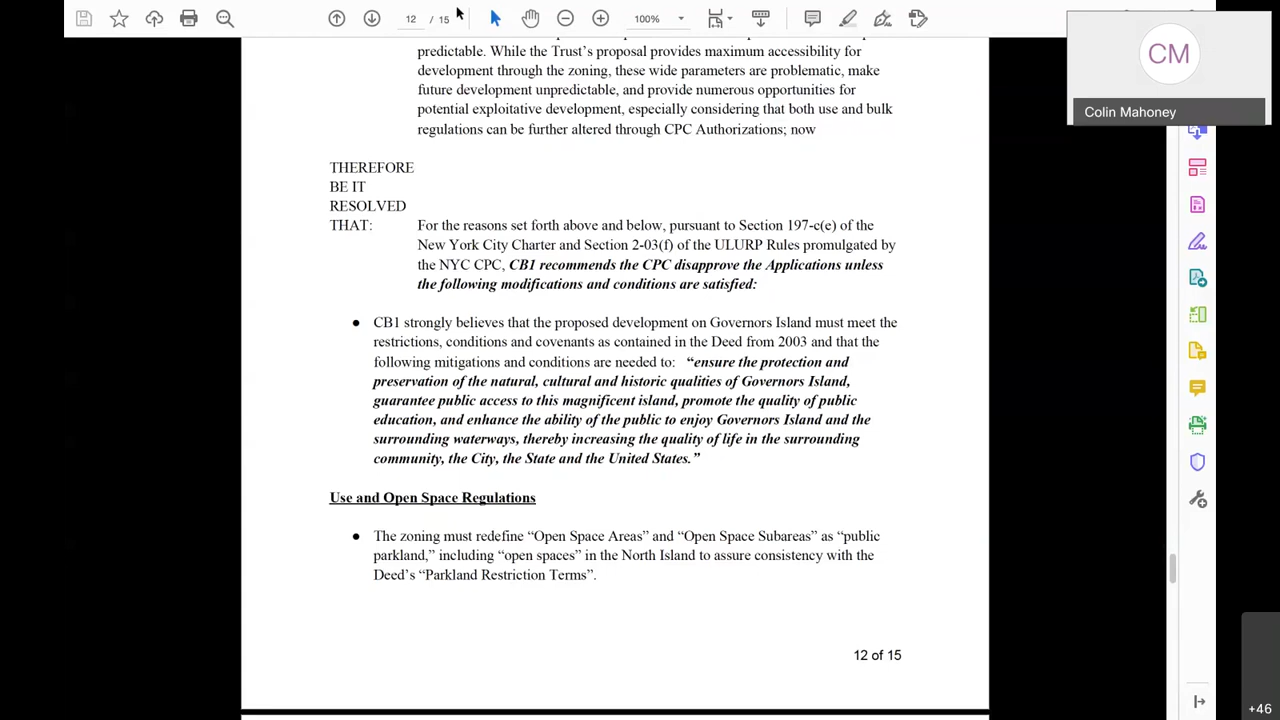 12 / 15
100%
CM
Colin Mahoney
predictable. While the Trust’s proposal provides maximum accessibility for
development through the zoning, these wide parameters are problematic, make
future development unpredictable, and provide numerous opportunities for
potential exploitative development, especially considering that both use and bulk
regulations can be further altered through CPC Authorizations; now
THEREFORE
BE IT
RESOLVED
THAT: For the reasons set forth above and below, pursuant to Section 197-c(e) of the
New York City Charter and Section 2-03(f) of the ULURP Rules promulgated by
the NYC CPC, CB1 recommends the CPC disapprove the Applications unless
the following modifications and conditions are satisfied:
● CB1 strongly believes that the proposed development on Governors Island must meet the
restrictions, conditions and covenants as contained in the Deed from 2003 and that the
following mitigations and conditions are needed to: “ensure the protection and
preservation of the natural, cultural and historic qualities of Governors Island,
guarantee public access to this magnificent island, promote the quality of public
education, and enhance the ability of the public to enjoy Governors Island and the
surrounding waterways, thereby increasing the quality of life in the surrounding
community, the City, the State and the United States.”
Use and Open Space Regulations
● The zoning must redefine “Open Space Areas” and “Open Space Subareas” as “public
parkland,” including “open spaces” in the North Island to assure consistency with the
Deed’s “Parkland Restriction Terms”.
12 of 15
+46